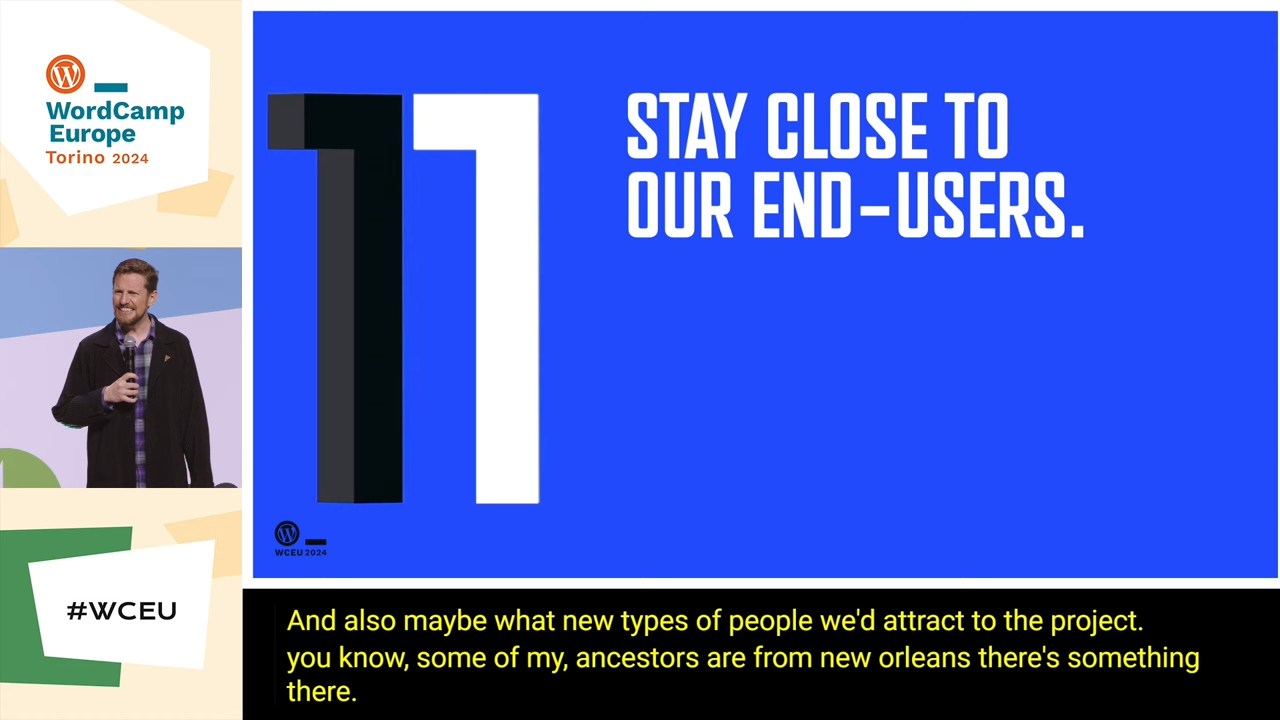 WordCamp
Europe
Torino 2024
11
STAY CLOSE TO
OUR END-USERS.
WCEU 2024
#WCEU
And also maybe what new types of people we'd attract to the project.
you know, some of my, ancestors are from new orleans there's something
there.